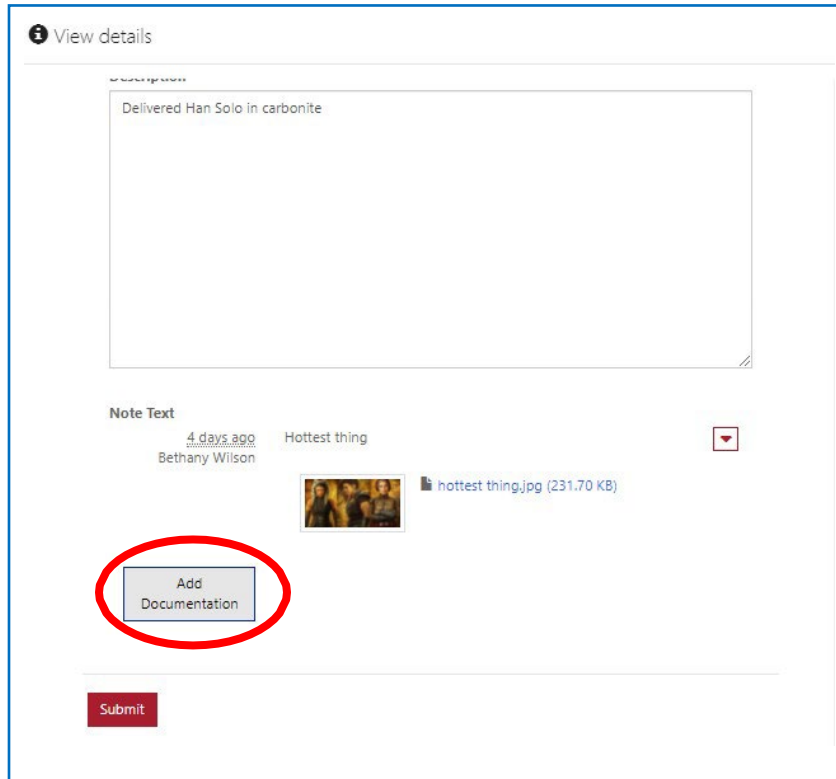 View details
Description
Delivered Han Solo in carbonite
Note Text
4 days ago
Hottest thing
Bethany Wilson
hottest thing.jpg (231.70 KB)
Add
Documentation
Submit